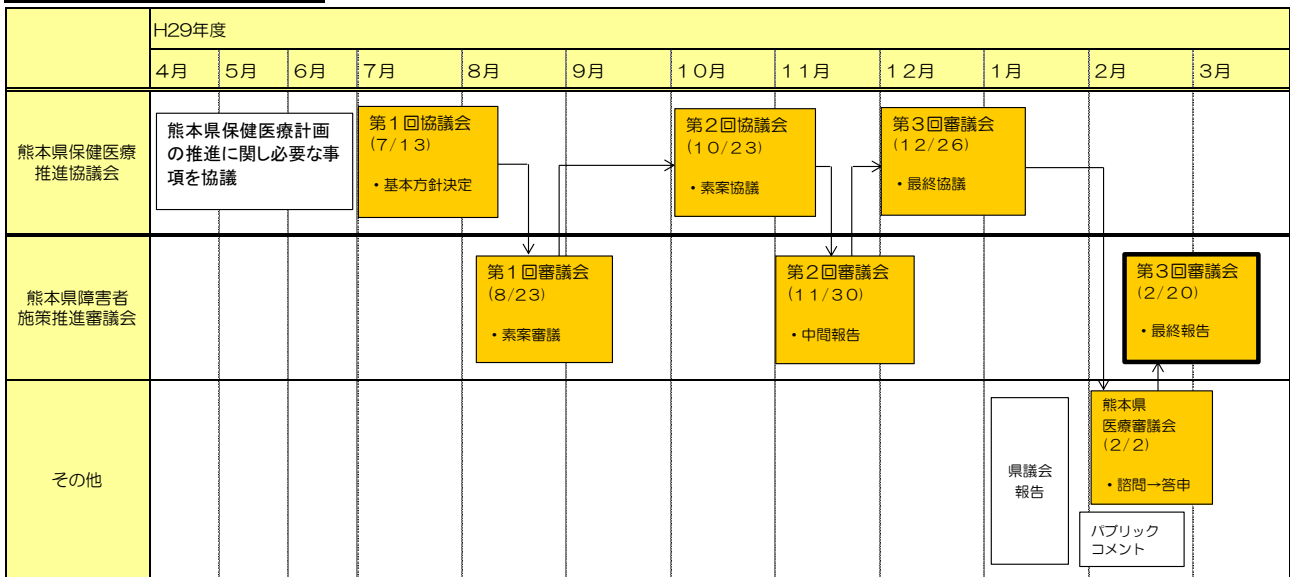 H29年度
4月
5月
6月
7月
8月
9月
10月
11月
12月
1月
2月
3月
熊本県保健医療
推進協議会
熊本県保健医療計画
の推進に関し必要な事
項を協議
第1回協議会
(7/13)
・基本方針決定
第2回協議会
(10/23)
・素案協議
第3回審議会
(12/26)
・最終協議
熊本県障害者
施策推進審議会
第1回審議会
(8/23)
・素案審議
第2回審議会
(11/30)
・中間報告
第3回審議会
(2/20)
・最終報告
その他
県議会
報告
熊本県
医療審議会
(2/2)
・諮問→答申
パブリック
コメント